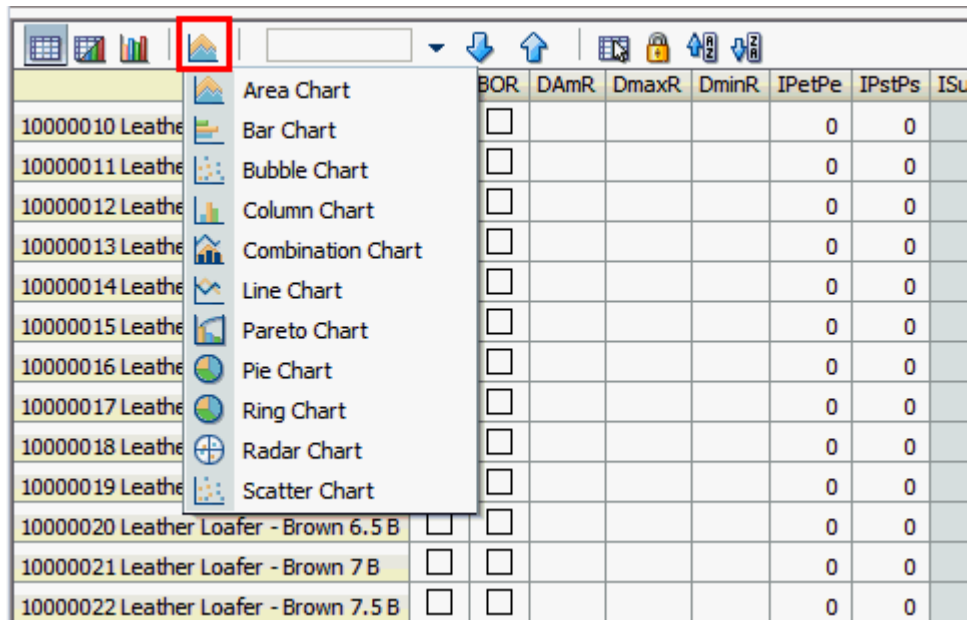 BOR DAmR DmaxR DminR IPetPe IPstPs ISu
Area Chart
Bar Chart
Bubble Chart
Column Chart
Combination Chart
Line Chart
Pareto Chart
Pie Chart
Ring Chart
Radar Chart
Scatter Chart
10000010 Leathe 0 0
10000011 Leathe 0 0
10000012 Leathe 0 0
10000013 Leathe 0 0
10000014 Leathe 0 0
10000015 Leathe 0 0
10000016 Leathe 0 0
10000017 Leathe 0 0
10000018 Leathe 0 0
10000019 Leathe 0 0
10000020 Leather Loafer - Brown 6.5 B 0 0
10000021 Leather Loafer - Brown 7 B 0 0
10000022 Leather Loafer - Brown 7.5 B 0 0